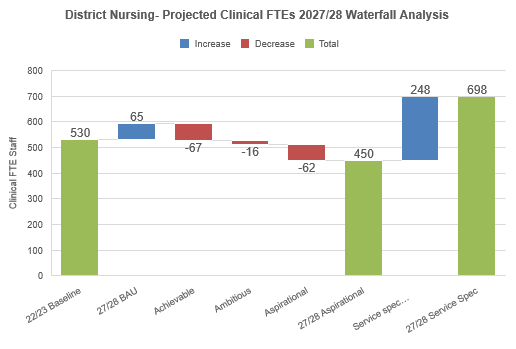 District Nursing- Projected Clinical FTEs 2027/28 Waterfall Analysis
Increase Decrease Total
800
700
600
500
400
300
200
100
0
Clinical FTE Staff
530
65
-67
-16
-62
450
248
698
22/23 Baseline
27/28 BAU
Achievable
Ambitious
Aspirational
27/28 Aspirational
Service spec...
27/28 Service Spec